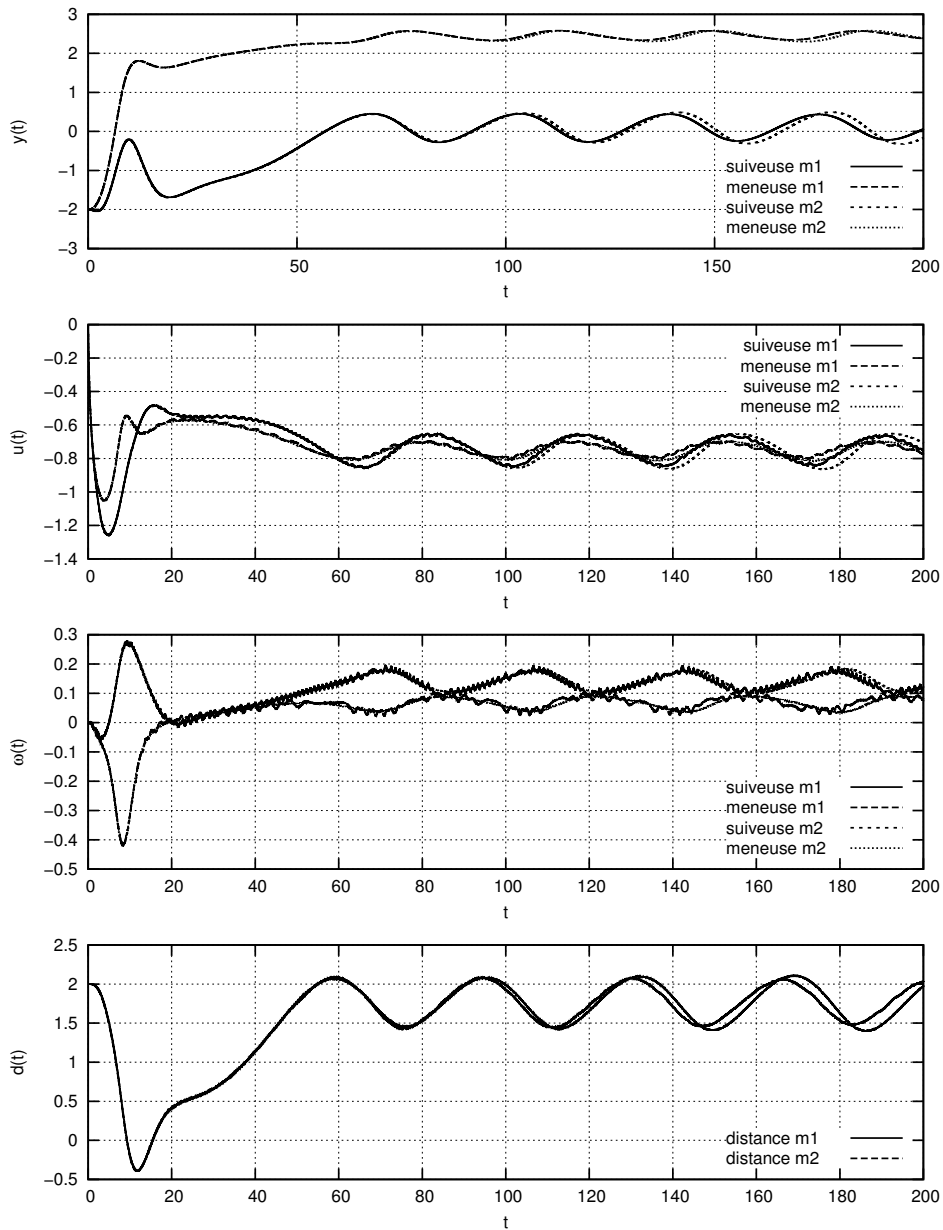 3
2
1
0
−1
−2
−3
y(t)
suiveuse m1
meneuse m1
suiveuse m2
meneuse m2
0 50 100 150 200
t
0
−0.2
−0.4
−0.6
−0.8
−1
−1.2
−1.4
u(t)
suiveuse m1
meneuse m1
suiveuse m2
meneuse m2
0 20 40 60 80 100 120 140 160 180 200
t
0.3
0.2
0.1
0
−0.1
−0.2
−0.3
−0.4
−0.5
ω(t)
suiveuse m1
meneuse m1
suiveuse m2
meneuse m2
0 20 40 60 80 100 120 140 160 180 200
t
2.5
2
1.5
1
0.5
0
−0.5
d(t)
distance m1
distance m2
0 20 40 60 80 100 120 140 160 180 200
t